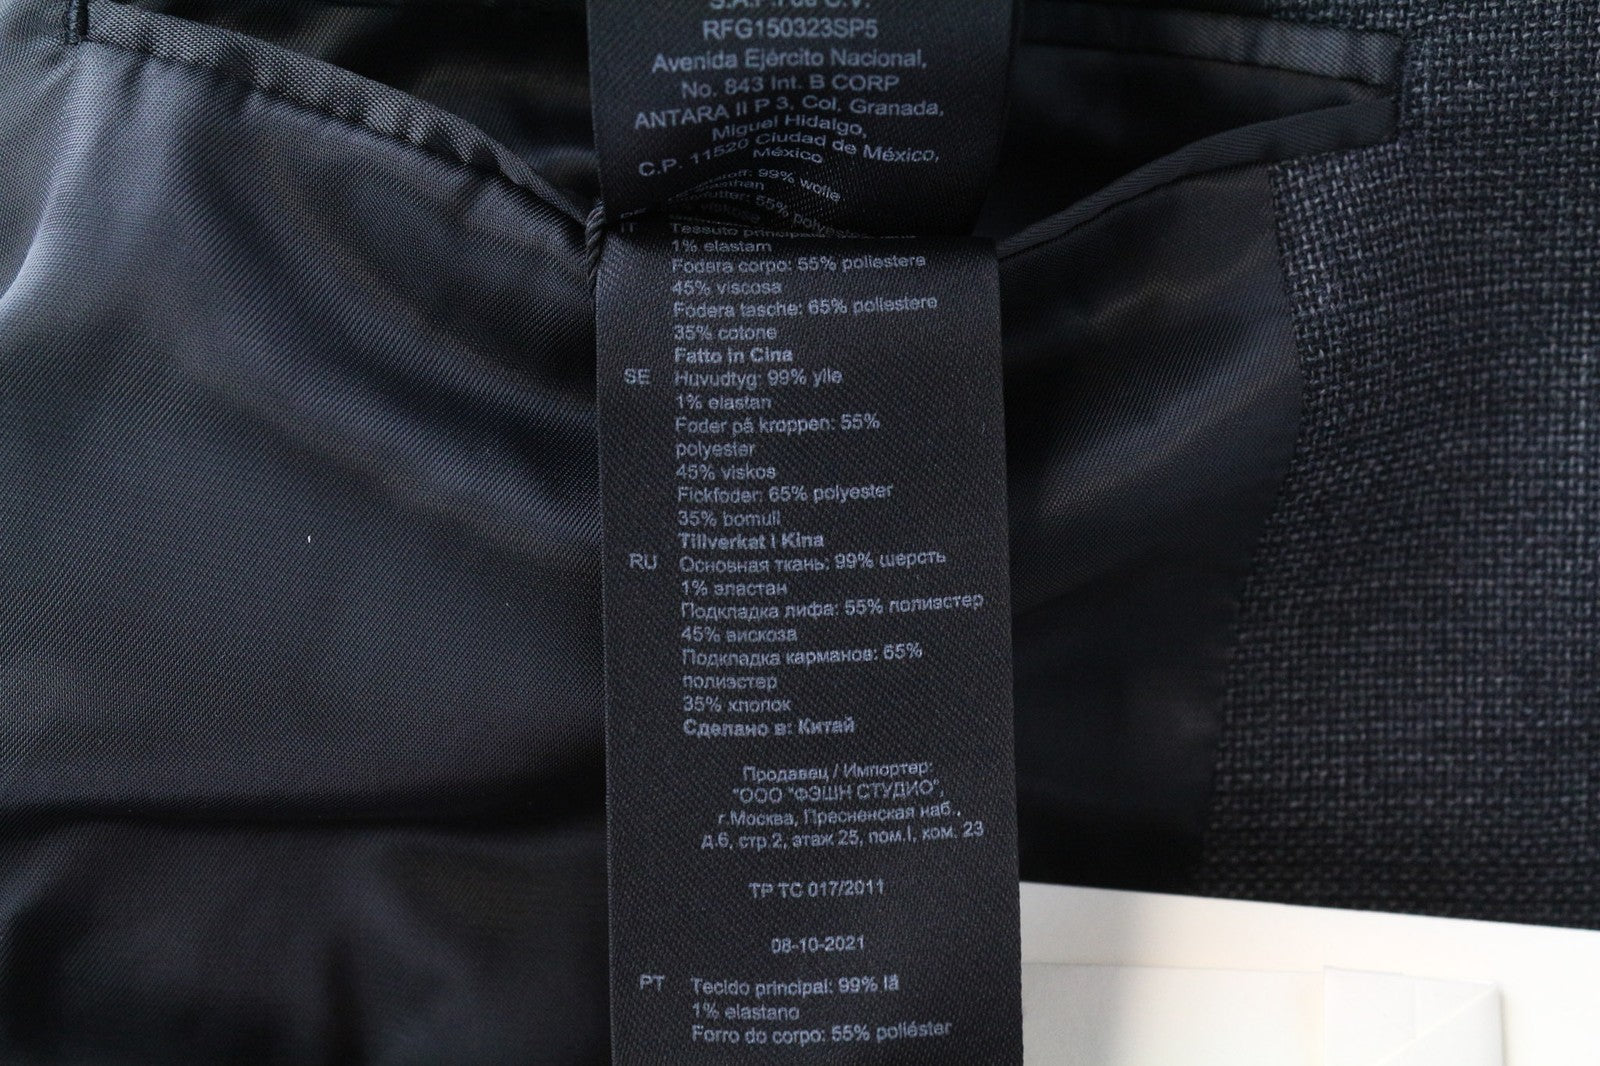 RFG150323SP5
Avenida Ejército Nacional,
No. 843 Int. B CORP
ANTARA II P 3, Col. Granada,
Miguel Hidalgo,
C.P. 11520 Ciudad de México,
México
99% wolle
55%
IT Tessuto
1% elastam
Fodera corpo: 55% poliestere
45% viscosa
Fodera tasche: 65% poliestere
35% cotone
Fatto in Cina
SE Huvudtyg: 99% ylle
1% elastan
Foder på kroppen: 55%
polyester
45% viskos
Fickfoder: 65% polyester
35% bomull
Tillverkat i Kina
RU Основная ткань: 99% шерсть
1% эластан
Подкладка лифа: 55% полиэстер
45% вискоза
Подкладка карманов: 65%
полиэстер
35% хлопок
Сделано в: Китай
Продавец / Импортер:
"ООО "ФЭШН СТУДИО",
г.Москва, Пресненская наб.,
д.6, стр.2, этаж 25, пом.I, ком. 23
ТР ТС 017/2011
08-10-2021
PT Tecido principal: 99% lã
1% elastano
Forro do corpo: 55% poliéster